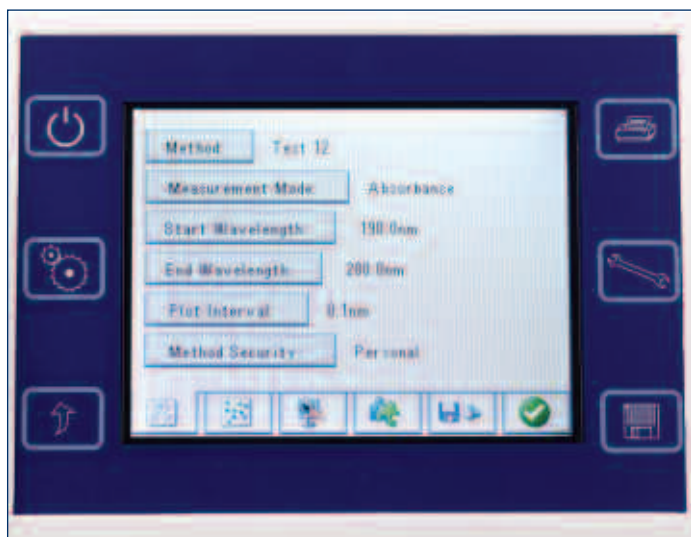 Method Test 12
Measurement Mode Absorbance
Start Wavelength 190.0nm
End Wavelength 200.0nm
Plot Interval 0.1nm
Method Security Personal